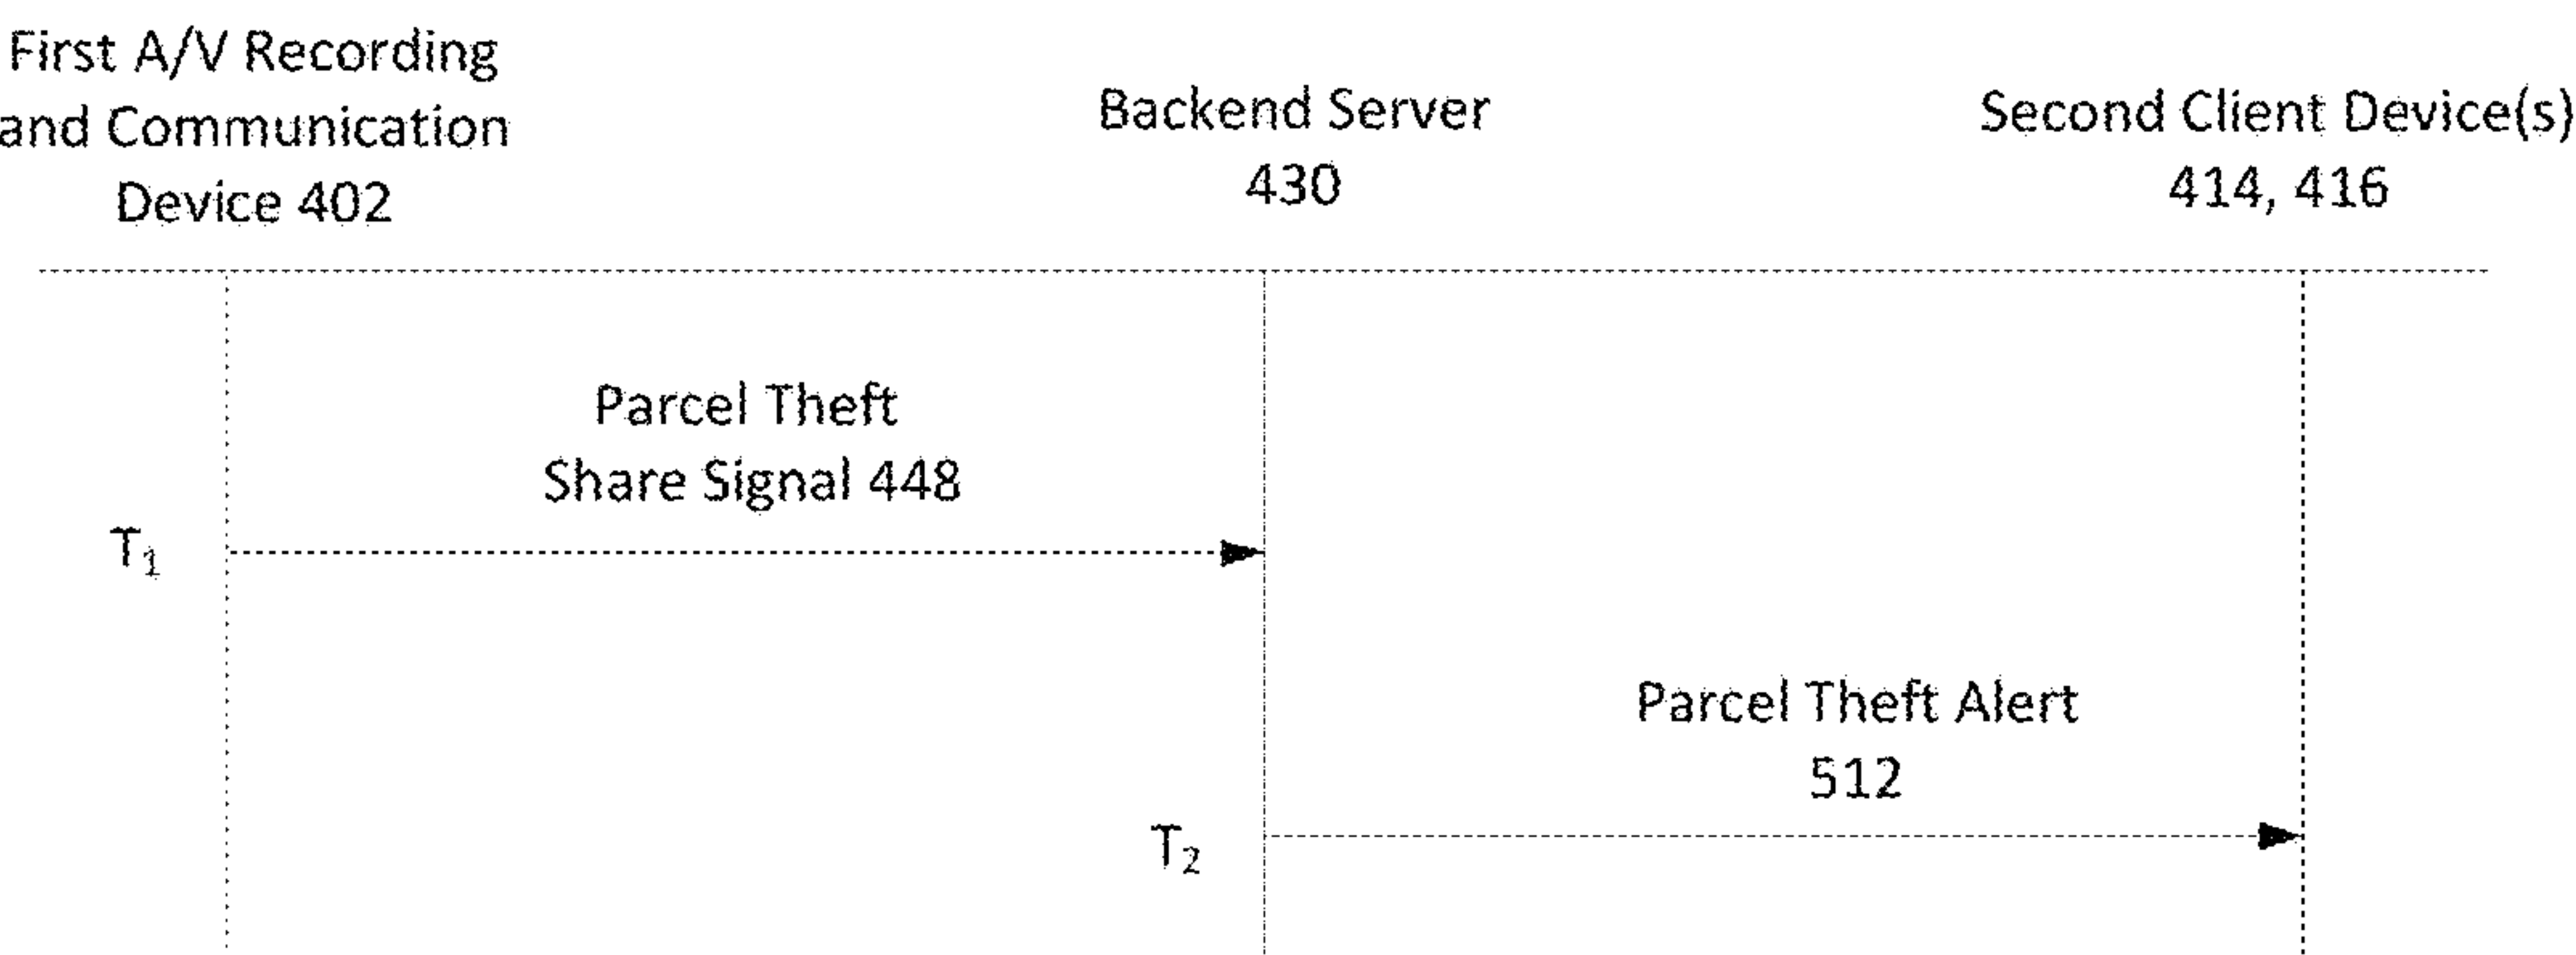 First A/V Recording
and Communication
Device 402
Backend Server
430
Second Client Device(s)
414, 416
Parcel Theft
Share Signal 448
T₁
Parcel Theft Alert
512
T₂